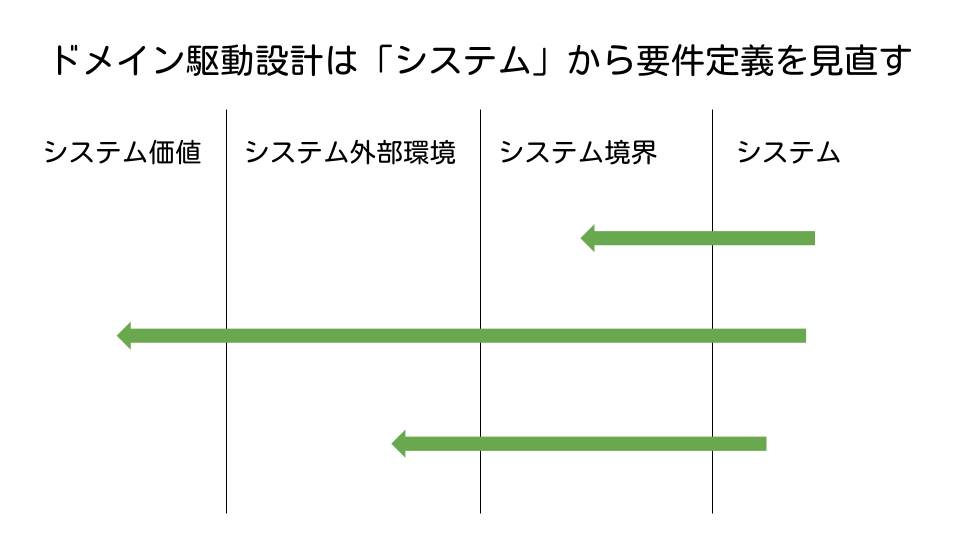 ドメイン駆動設計は「システム」から要件定義を見直す
システム価値
システム外部環境
システム境界
システム